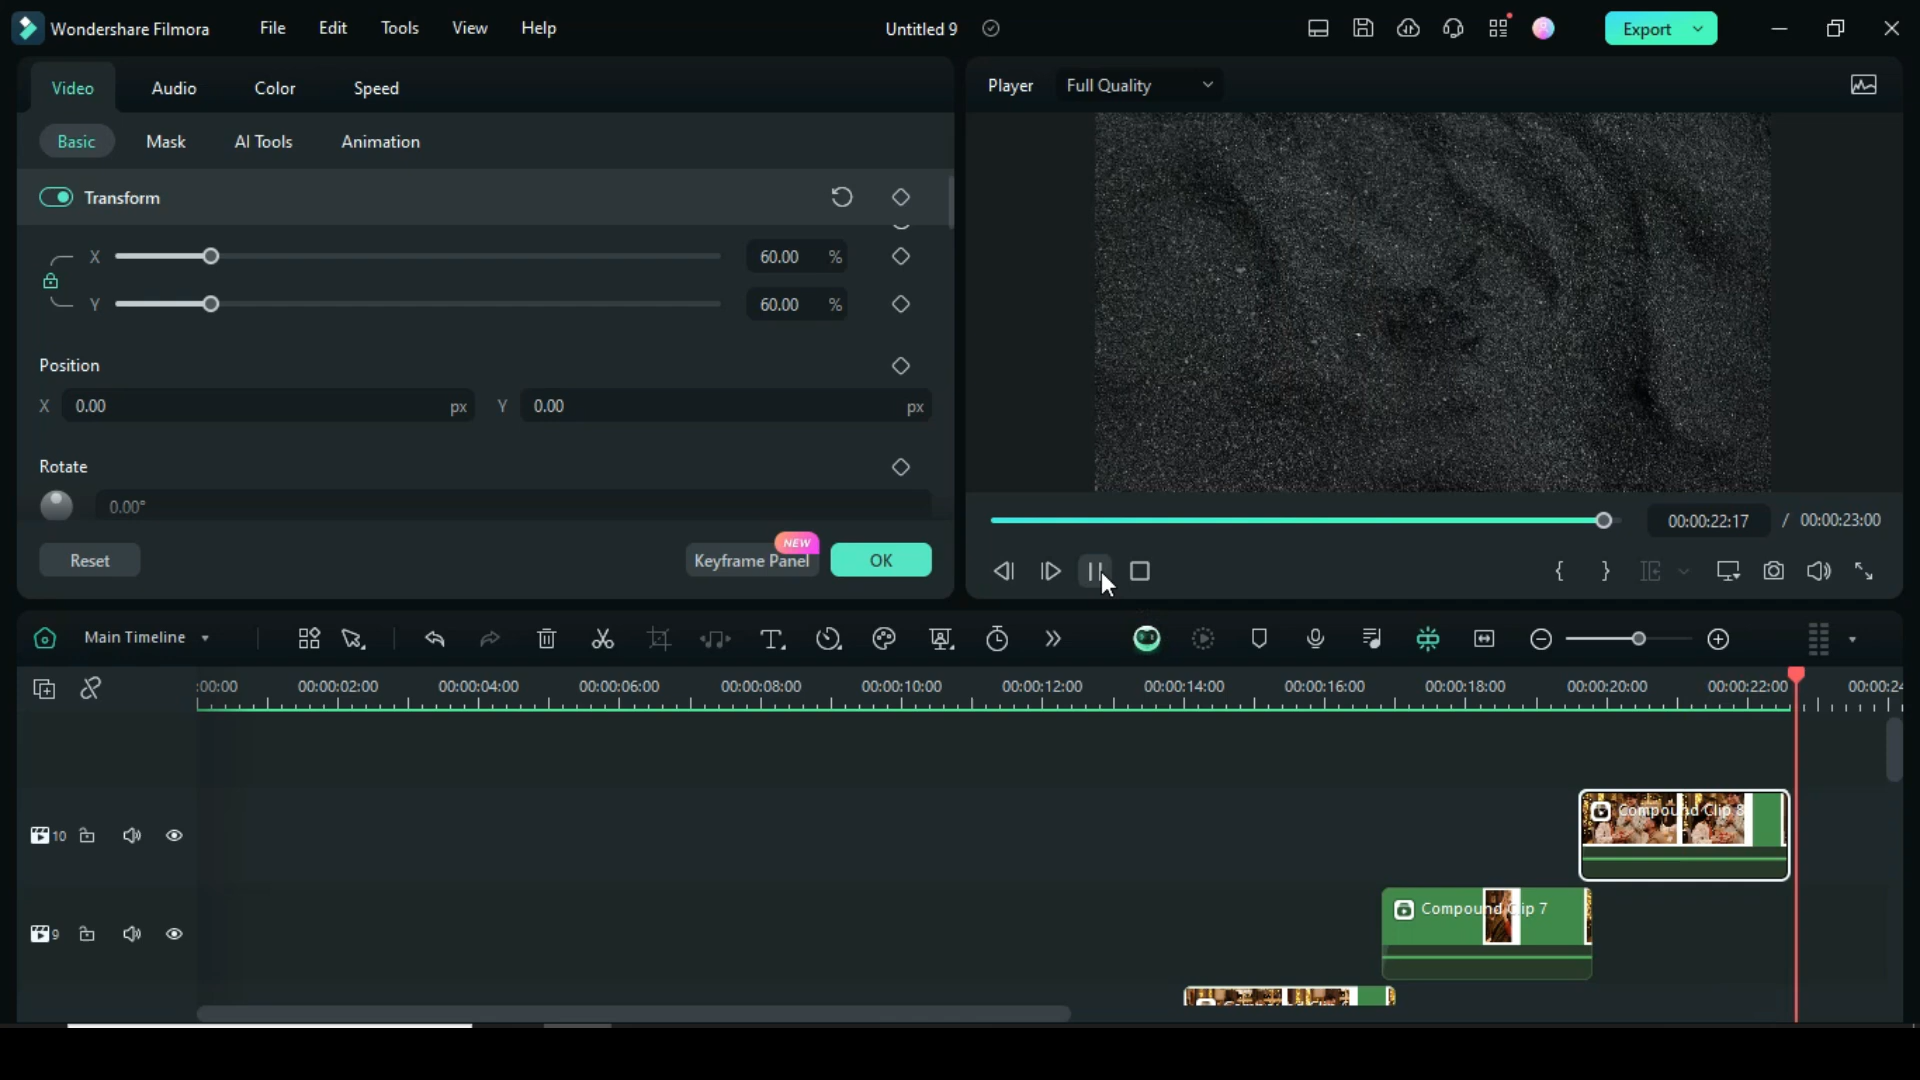 Wondershare Filmora File Edit Tools View Help Untitled 9 Export
Video Audio Color Speed
Player Full Quality
Basic Mask AI Tools Animation
Transform
X 60.00 %
Y 60.00 %
Position
X 0.00 px Y 0.00 px
Rotate
0.00°
00:00:22:17 / 00:00:23:00
NEW
Reset Keyframe Panel OK
Main Timeline
:00:00 00:00:02:00 00:00:04:00 00:00:06:00 00:00:08:00 00:00:10:00 00:00:12:00 00:00:14:00 00:00:16:00 00:00:18:00 00:00:20:00 00:00:22:00 00:00:24
Compound Clip 8
10
Compound Clip 7
9